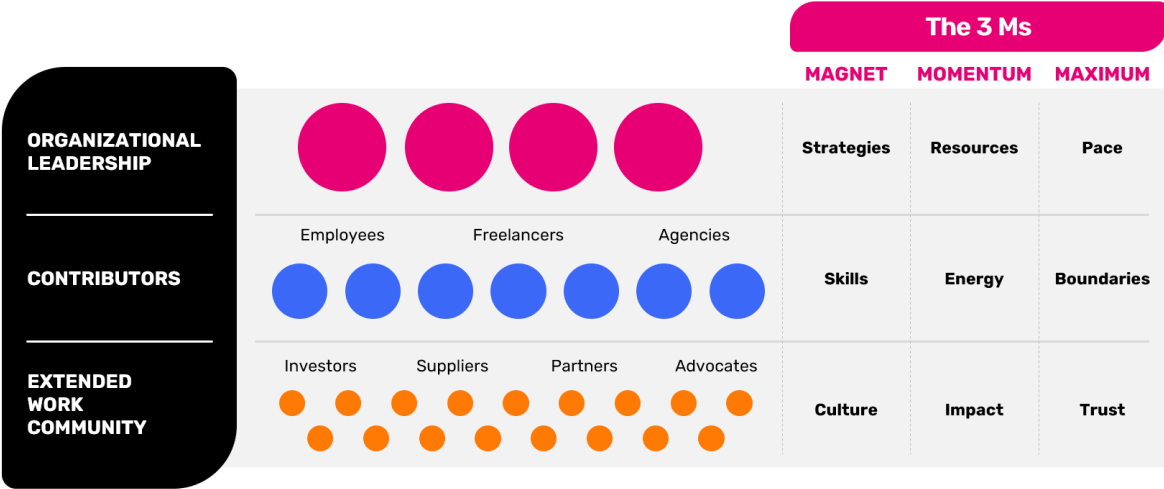 The 3 Ms
MAGNET MOMENTUM MAXIMUM
ORGANIZATIONAL
LEADERSHIP
Strategies Resources Pace
Employees Freelancers Agencies
CONTRIBUTORS
Skills Energy Boundaries
Investors Suppliers Partners Advocates
EXTENDED
WORK
COMMUNITY
Culture Impact Trust